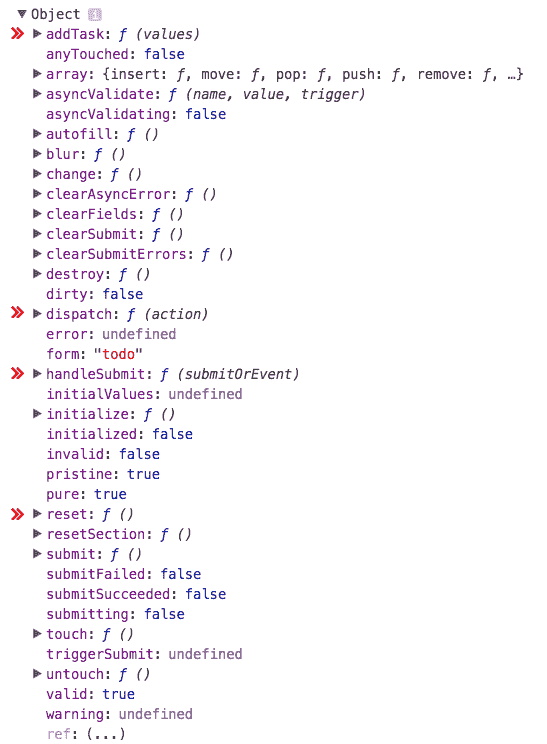 Object i
addTask: ƒ (values)
anyTouched: false
array: {insert: ƒ, move: ƒ, pop: ƒ, push: ƒ, remove: ƒ, …}
asyncValidate: ƒ (name, value, trigger)
asyncValidating: false
autofill: ƒ ()
blur: ƒ ()
change: ƒ ()
clearAsyncError: ƒ ()
clearFields: ƒ ()
clearSubmit: ƒ ()
clearSubmitErrors: ƒ ()
destroy: ƒ ()
dirty: false
dispatch: ƒ (action)
error: undefined
form: "todo"
handleSubmit: ƒ (submitOrEvent)
initialValues: undefined
initialize: ƒ ()
initialized: false
invalid: false
pristine: true
pure: true
reset: ƒ ()
resetSection: ƒ ()
submit: ƒ ()
submitFailed: false
submitSucceeded: false
submitting: false
touch: ƒ ()
triggerSubmit: undefined
untouch: ƒ ()
valid: true
warning: undefined
ref: (...)